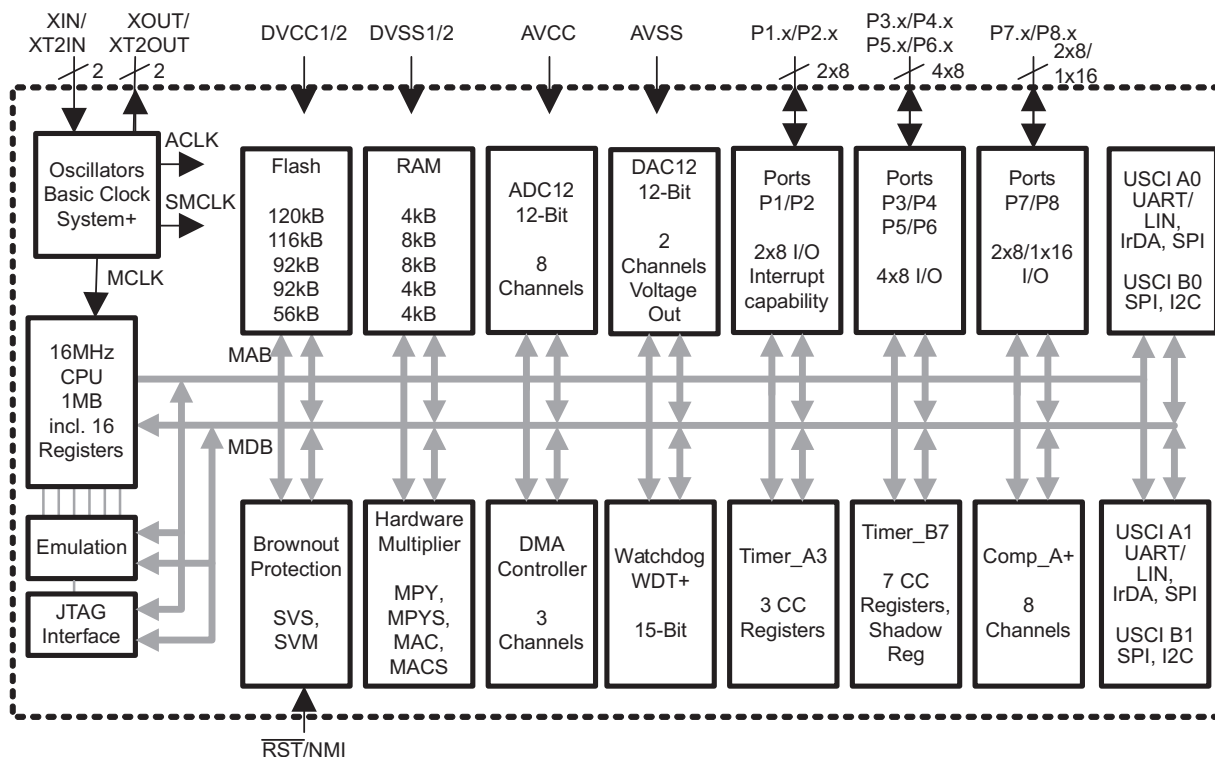 XIN/
XT2IN
2
XOUT/
XT2OUT
2
DVCC1/2
DVSS1/2
AVCC
AVSS
P1.x/P2.x
2x8
P3.x/P4.x
P5.x/P6.x
4x8
P7.x/P8.x
2x8/
1x16
Oscillators
Basic Clock
System+
ACLK
SMCLK
MCLK
Flash
120kB
116kB
92kB
92kB
56kB
RAM
4kB
8kB
8kB
4kB
4kB
ADC12
12-Bit
8
Channels
DAC12
12-Bit
2
Channels
Voltage
Out
Ports
P1/P2
2x8 I/O
Interrupt
capability
Ports
P3/P4
P5/P6
4x8 I/O
Ports
P7/P8
2x8/1x16
I/O
USCI A0
UART/
LIN,
IrDA, SPI
USCI B0
SPI, I2C
16MHz
CPU
1MB
incl. 16
Registers
MAB
MDB
Emulation
JTAG
Interface
Brownout
Protection
SVS,
SVM
Hardware
Multiplier
MPY,
MPYS,
MAC,
MACS
DMA
Controller
3
Channels
Watchdog
WDT+
15-Bit
Timer_A3
3 CC
Registers
Timer_B7
7 CC
Registers,
Shadow
Reg
Comp_A+
8
Channels
USCI A1
UART/
LIN,
IrDA, SPI
USCI B1
SPI, I2C
RST/NMI